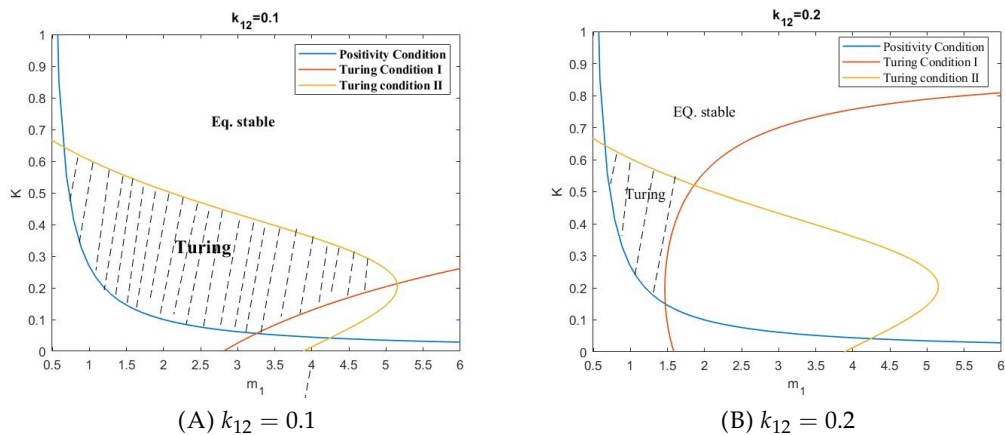 k12=0.1
1
0.9
0.8
0.7
0.6
0.5
0.4
0.3
0.2
0.1
0
K
Positivity Condition
Turing Condition I
Turing condition II
Eq. stable
Turing
0.5 1 1.5 2 2.5 3 3.5 4 4.5 5 5.5 6
m1
(A) k12 = 0.1
k12=0.2
1
0.9
0.8
0.7
0.6
0.5
0.4
0.3
0.2
0.1
0
K
Positivity Condition
Turing Condition I
Turing condition II
EQ. stable
Turing
0.5 1 1.5 2 2.5 3 3.5 4 4.5 5 5.5 6
m1
(B) k12 = 0.2